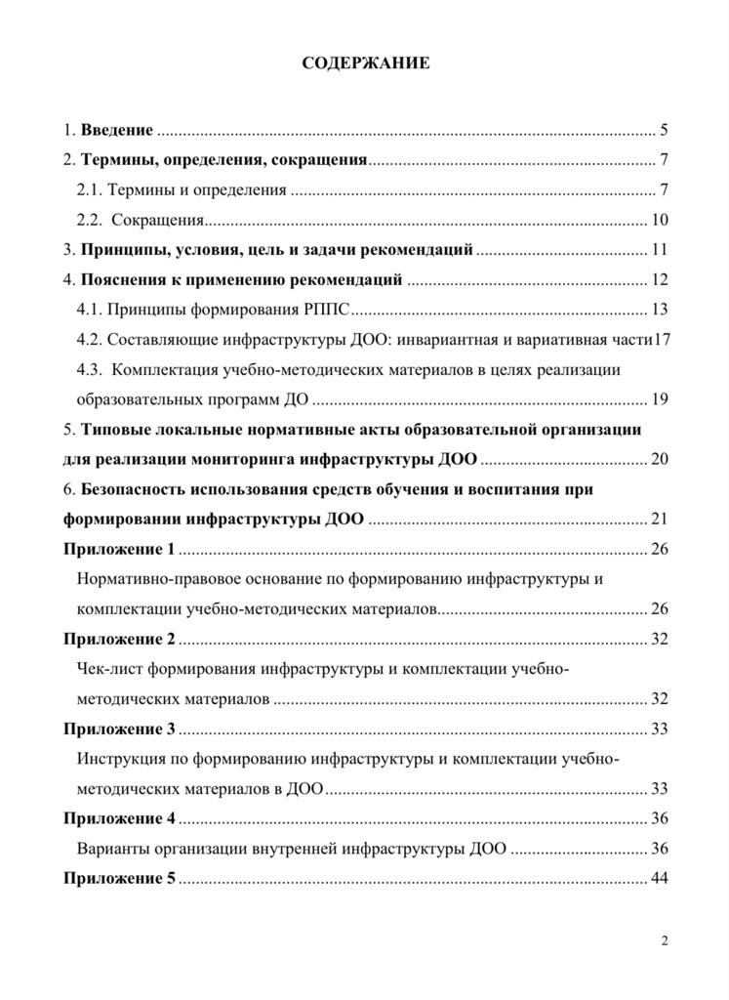 СОДЕРЖАНИЕ
1. Введение ..................................................................................................................... 5
2. Термины, определения, сокращения................................................................... 7
2.1. Термины и определения ..................................................................................... 7
2.2.  Сокращения....................................................................................................... 10
3. Принципы, условия, цель и задачи рекомендаций ........................................ 11
4. Пояснения к применению рекомендаций ........................................................ 12
4.1. Принципы формирования РППС..................................................................... 13
4.2. Составляющие инфраструктуры ДОО: инвариантная и вариативная части17
4.3.  Комплектация учебно-методических материалов в целях реализации
образовательных программ ДО .............................................................................. 19
5. Типовые локальные нормативные акты образовательной организации
для реализации мониторинга инфраструктуры ДОО ....................................... 20
6. Безопасность использования средств обучения и воспитания при
формировании инфраструктуры ДОО ................................................................. 21
Приложение 1 ............................................................................................................. 26
Нормативно-правовое основание по формированию инфраструктуры и
комплектации учебно-методических материалов................................................. 26
Приложение 2 ............................................................................................................. 32
Чек-лист формирования инфраструктуры и комплектации учебно-
методических материалов ....................................................................................... 32
Приложение 3 ............................................................................................................. 33
Инструкция по формированию инфраструктуры и комплектации учебно-
методических материалов в ДОО........................................................................... 33
Приложение 4 ............................................................................................................. 36
Варианты организации внутренней инфраструктуры ДОО ................................ 36
Приложение 5 ............................................................................................................. 44
2